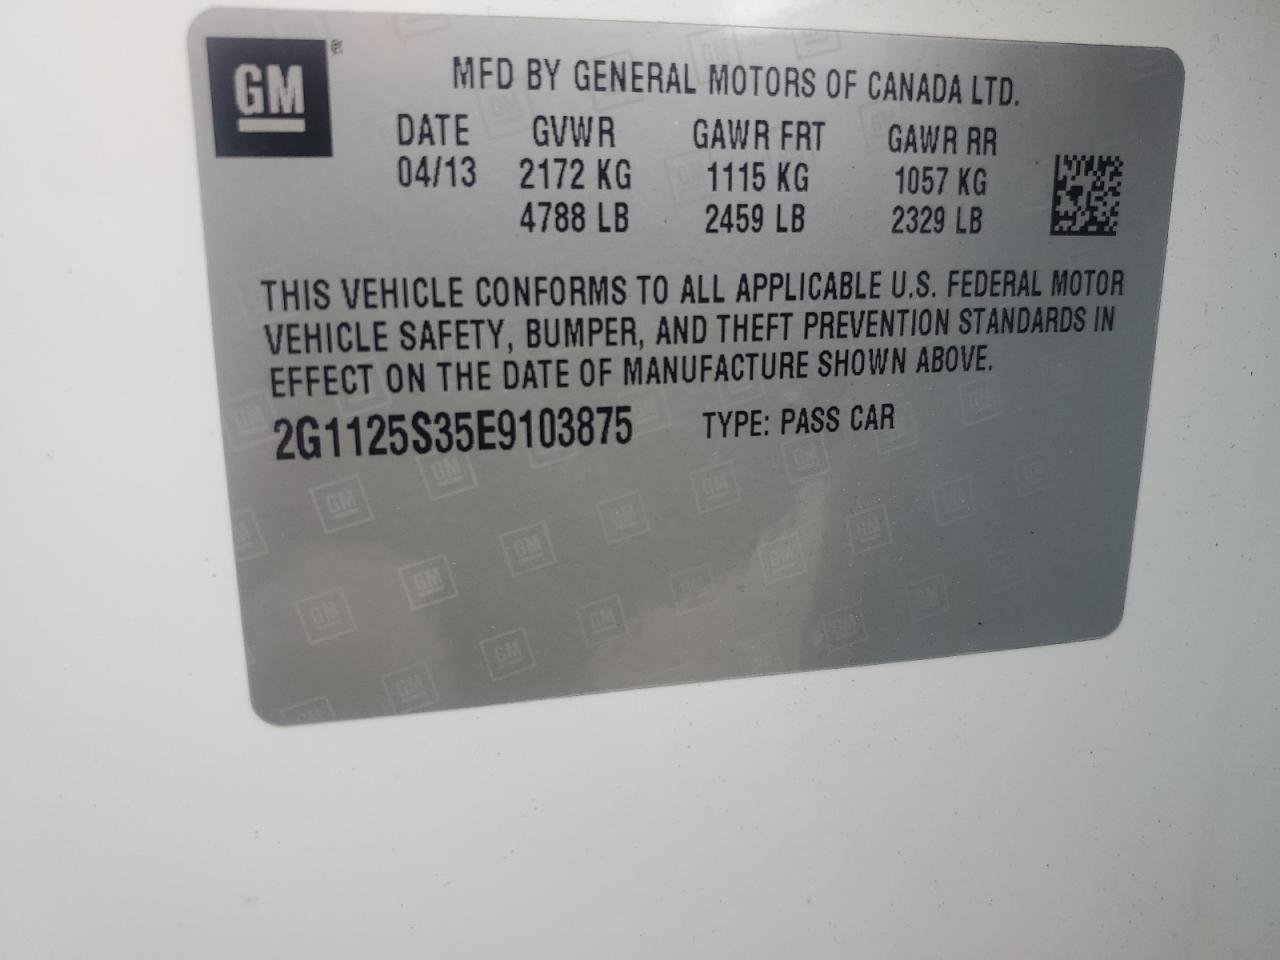 GM®
MFD BY GENERAL MOTORS OF CANADA LTD.
DATE GVWR GAWR FRT GAWR RR
04/13 2172 KG 1115 KG 1057 KG
4788 LB 2459 LB 2329 LB
THIS VEHICLE CONFORMS TO ALL APPLICABLE U.S. FEDERAL MOTOR
VEHICLE SAFETY, BUMPER, AND THEFT PREVENTION STANDARDS IN
EFFECT ON THE DATE OF MANUFACTURE SHOWN ABOVE.
2G1125S35E9103875 TYPE: PASS CAR